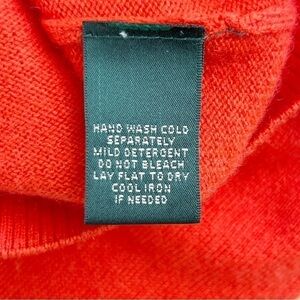 HAND WASH COLD
SEPARATELY
MILD DETERGENT
DO NOT BLEACH
LAY FLAT TO DRY
COOL IRON
IF NEEDED